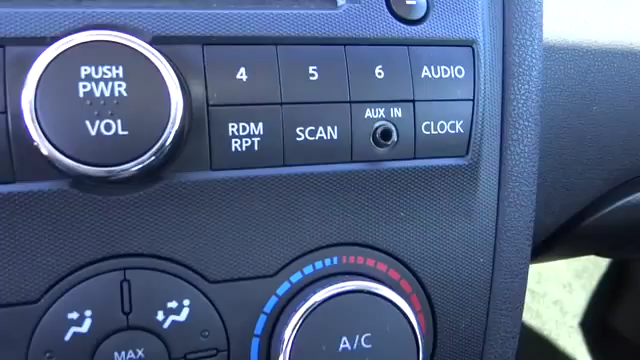 PUSH
PWR
VOL
4
5
6
AUDIO
RDM
RPT
SCAN
AUX IN
CLOCK
MAX
A/C